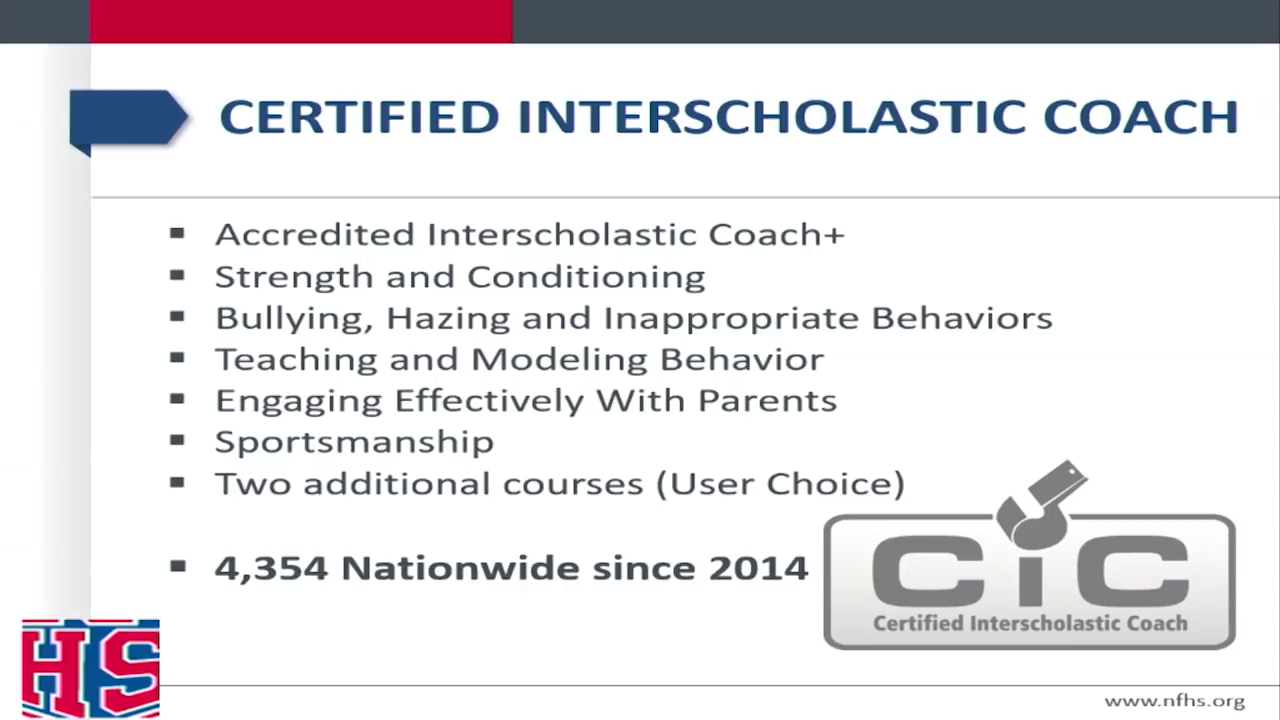 CERTIFIED INTERSCHOLASTIC COACH
Accredited Interscholastic Coach+
Strength and Conditioning
Bullying, Hazing and Inappropriate Behaviors
Teaching and Modeling Behavior
Engaging Effectively With Parents
Sportsmanship
Two additional courses (User Choice)
4,354 Nationwide since 2014
CiC
Certified Interscholastic Coach
HS
www.nfhs.org